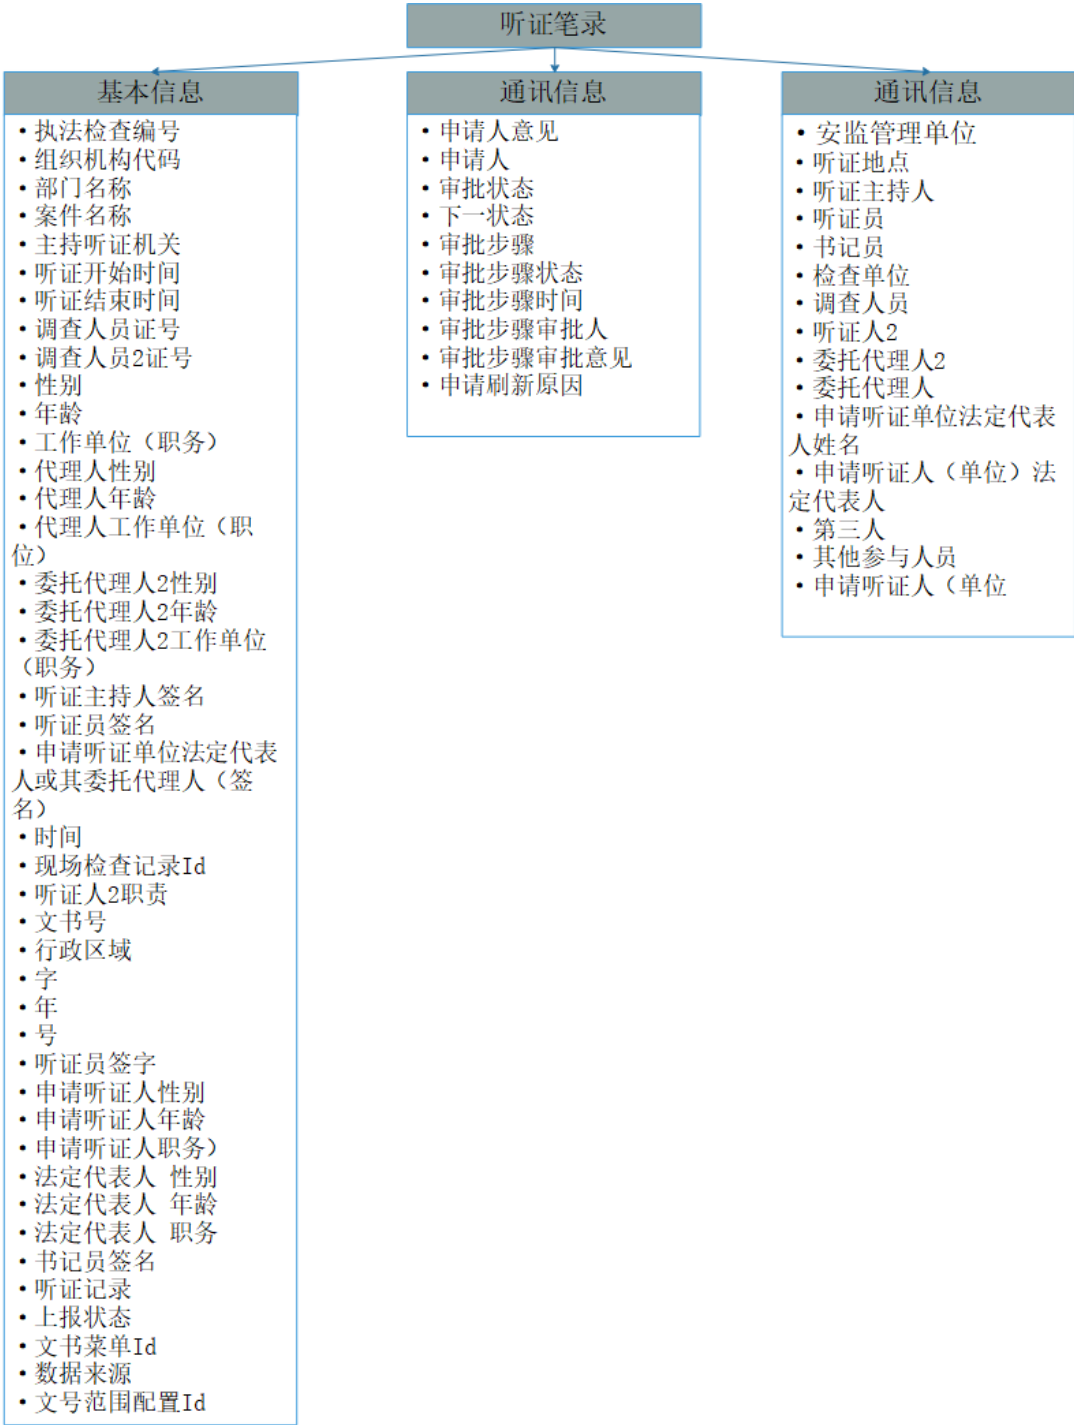 听证笔录
基本信息
•执法检查编号
•组织机构代码
•部门名称
•案件名称
•主持听证机关
•听证开始时间
•听证结束时间
•调查人员证号
•调查人员2证号
•性别
•年龄
•工作单位（职务）
•代理人性别
•代理人年龄
•代理人工作单位（职
位）
•委托代理人2性别
•委托代理人2年龄
•委托代理人2工作单位
（职务）
•听证主持人签名
•听证员签名
•申请听证单位法定代表
人或其委托代理人（签
名）
•时间
•现场检查记录Id
•听证人2职责
•文书号
•行政区域
•字
•年
•号
•听证员签字
•申请听证人性别
•申请听证人年龄
•申请听证人职务）
•法定代表人 性别
•法定代表人 年龄
•法定代表人 职务
•书记员签名
•听证记录
•上报状态
•文书菜单Id
•数据来源
•文号范围配置Id
通讯信息
•申请人意见
•申请人
•审批状态
•下一状态
•审批步骤
•审批步骤状态
•审批步骤时间
•审批步骤审批人
•审批步骤审批意见
•申请刷新原因
通讯信息
•安监管理单位
•听证地点
•听证主持人
•听证员
•书记员
•检查单位
•调查人员
•听证人2
•委托代理人2
•委托代理人
•申请听证单位法定代表
人姓名
•申请听证人（单位）法
定代表人
•第三人
•其他参与人员
•申请听证人（单位